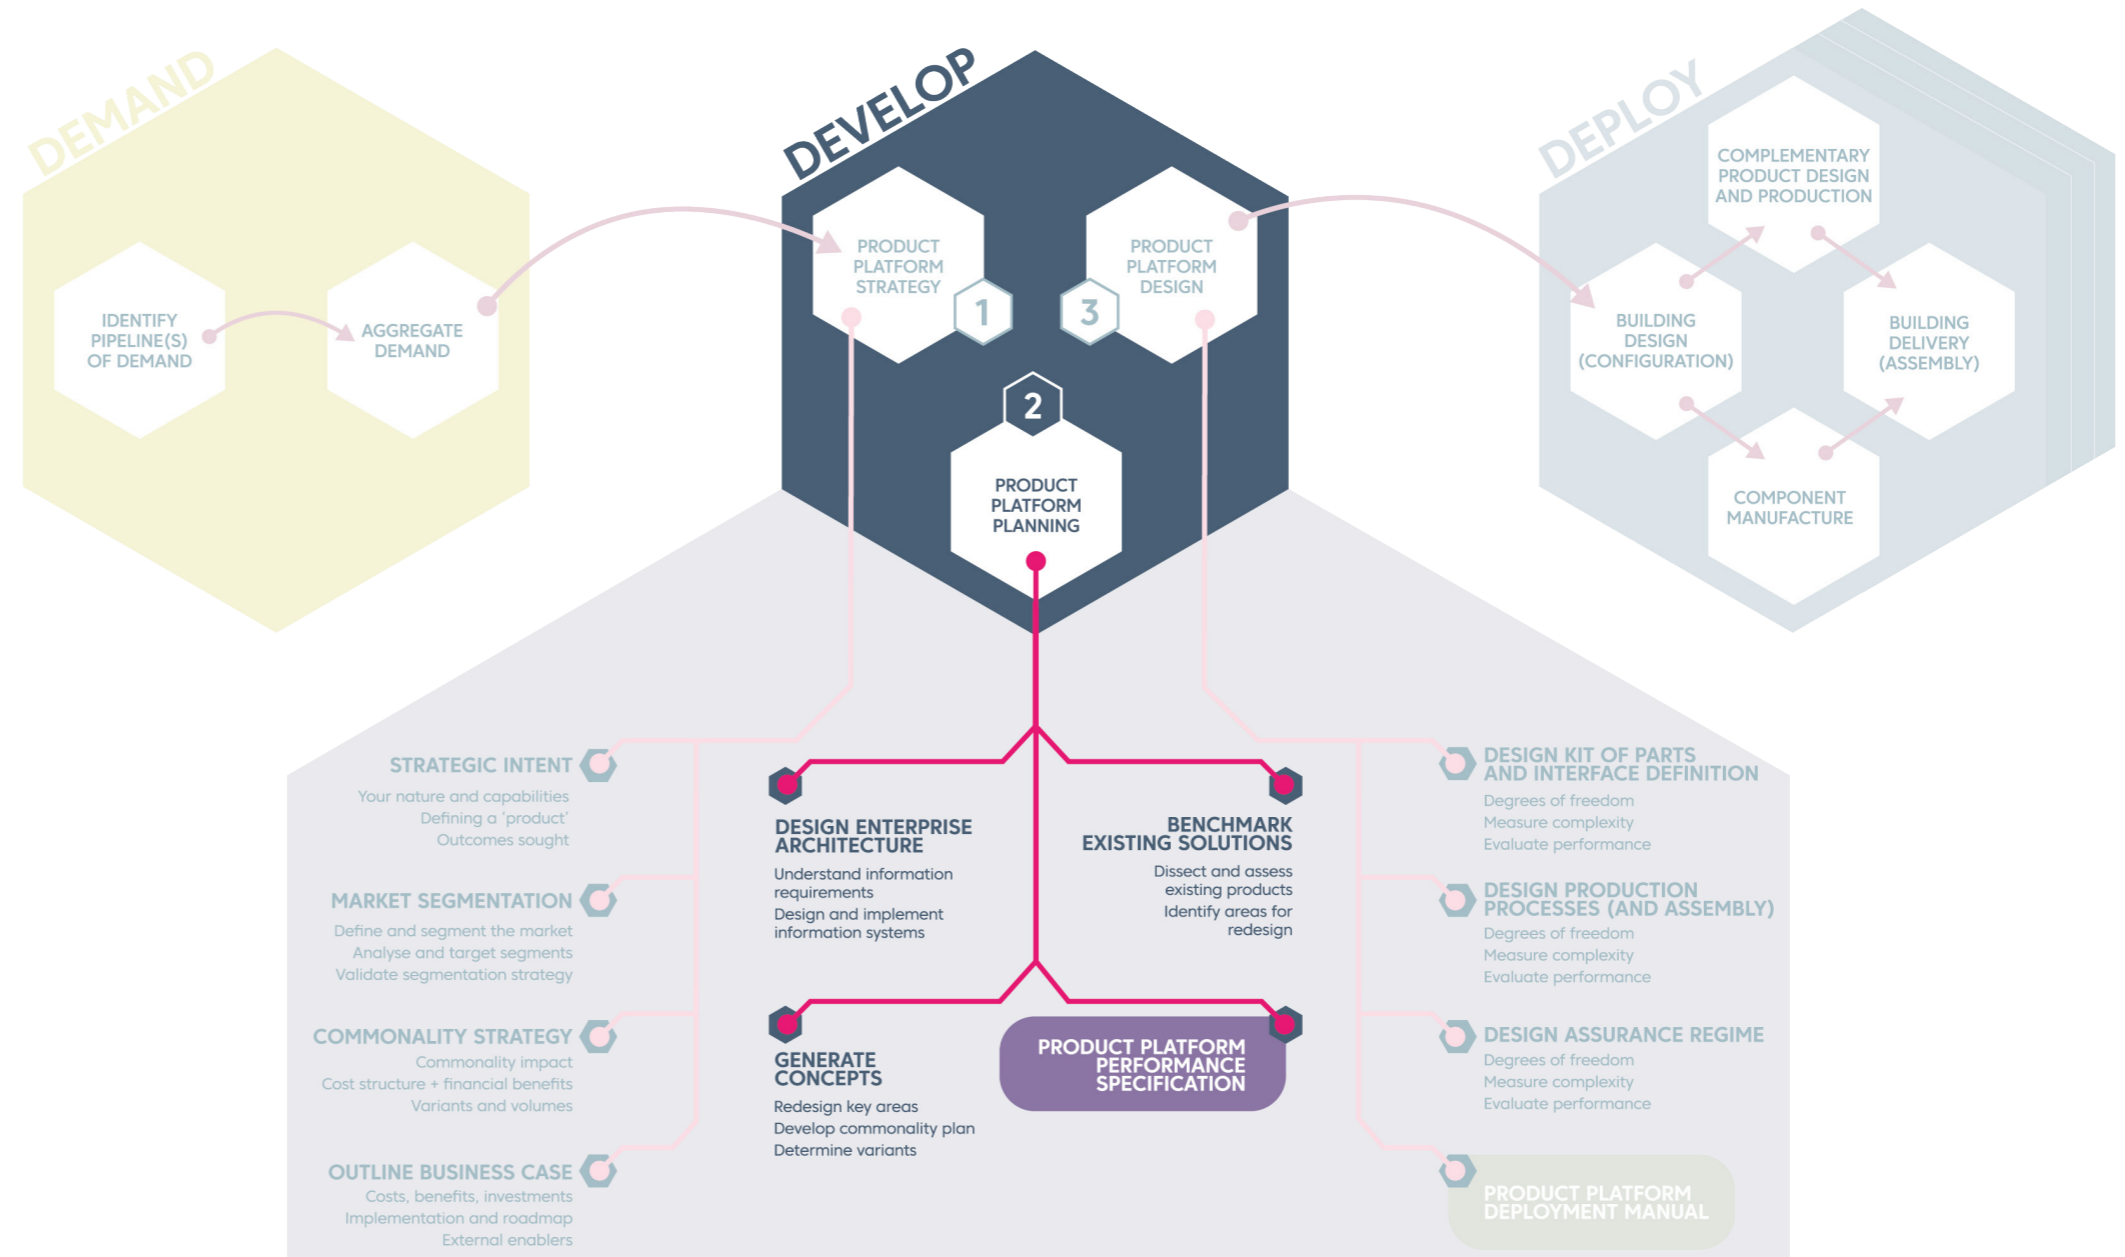 DEMAND
IDENTIFY
PIPELINE(S)
OF DEMAND
AGGREGATE
DEMAND
DEVELOP
PRODUCT
PLATFORM
STRATEGY
1
PRODUCT
PLATFORM
DESIGN
3
2
PRODUCT
PLATFORM
PLANNING
DEPLOY
COMPLEMENTARY
PRODUCT DESIGN
AND PRODUCTION
BUILDING
DESIGN
(CONFIGURATION)
BUILDING
DELIVERY
(ASSEMBLY)
COMPONENT
MANUFACTURE
STRATEGIC INTENT
Your nature and capabilities
Defining a 'product'
Outcomes sought
MARKET SEGMENTATION
Define and segment the market
Analyse and target segments
Validate segmentation strategy
COMMONALITY STRATEGY
Commonality impact
Cost structure + financial benefits
Variants and volumes
OUTLINE BUSINESS CASE
Costs, benefits, investments
Implementation and roadmap
External enablers
DESIGN ENTERPRISE
ARCHITECTURE
Understand information
requirements
Design and implement
information systems
BENCHMARK
EXISTING SOLUTIONS
Dissect and assess
existing products
Identify areas for
redesign
GENERATE
CONCEPTS
Redesign key areas
Develop commonality plan
Determine variants
PRODUCT PLATFORM
PERFORMANCE
SPECIFICATION
DESIGN KIT OF PARTS
AND INTERFACE DEFINITION
Degrees of freedom
Measure complexity
Evaluate performance
DESIGN PRODUCTION
PROCESSES (AND ASSEMBLY)
Degrees of freedom
Measure complexity
Evaluate performance
DESIGN ASSURANCE REGIME
Degrees of freedom
Measure complexity
Evaluate performance
PRODUCT PLATFORM
DEPLOYMENT MANUAL